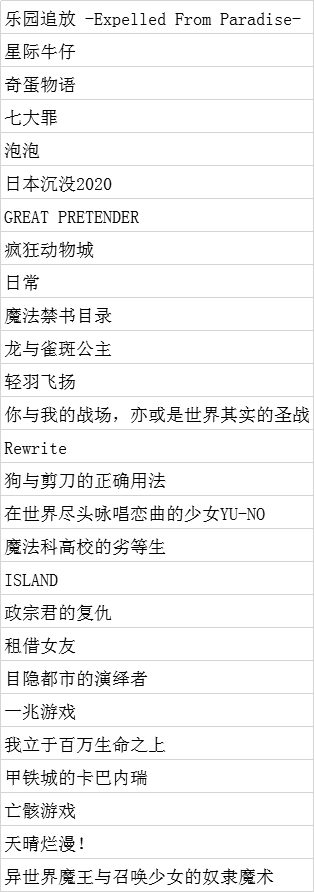 乐园追放 -Expelled From Paradise-
星际牛仔
奇蛋物语
七大罪
泡泡
日本沉没2020
GREAT PRETENDER
疯狂动物城
日常
魔法禁书目录
龙与雀斑公主
轻羽飞扬
你与我的战场，亦或是世界其实的圣战
Rewrite
狗与剪刀的正确用法
在世界尽头咏唱恋曲的少女YU-NO
魔法科高校的劣等生
ISLAND
政宗君的复仇
租借女友
目隐都市的演绎者
一兆游戏
我立于百万生命之上
甲铁城的卡巴内瑞
亡骸游戏
天晴烂漫！
异世界魔王与召唤少女的奴隶魔术